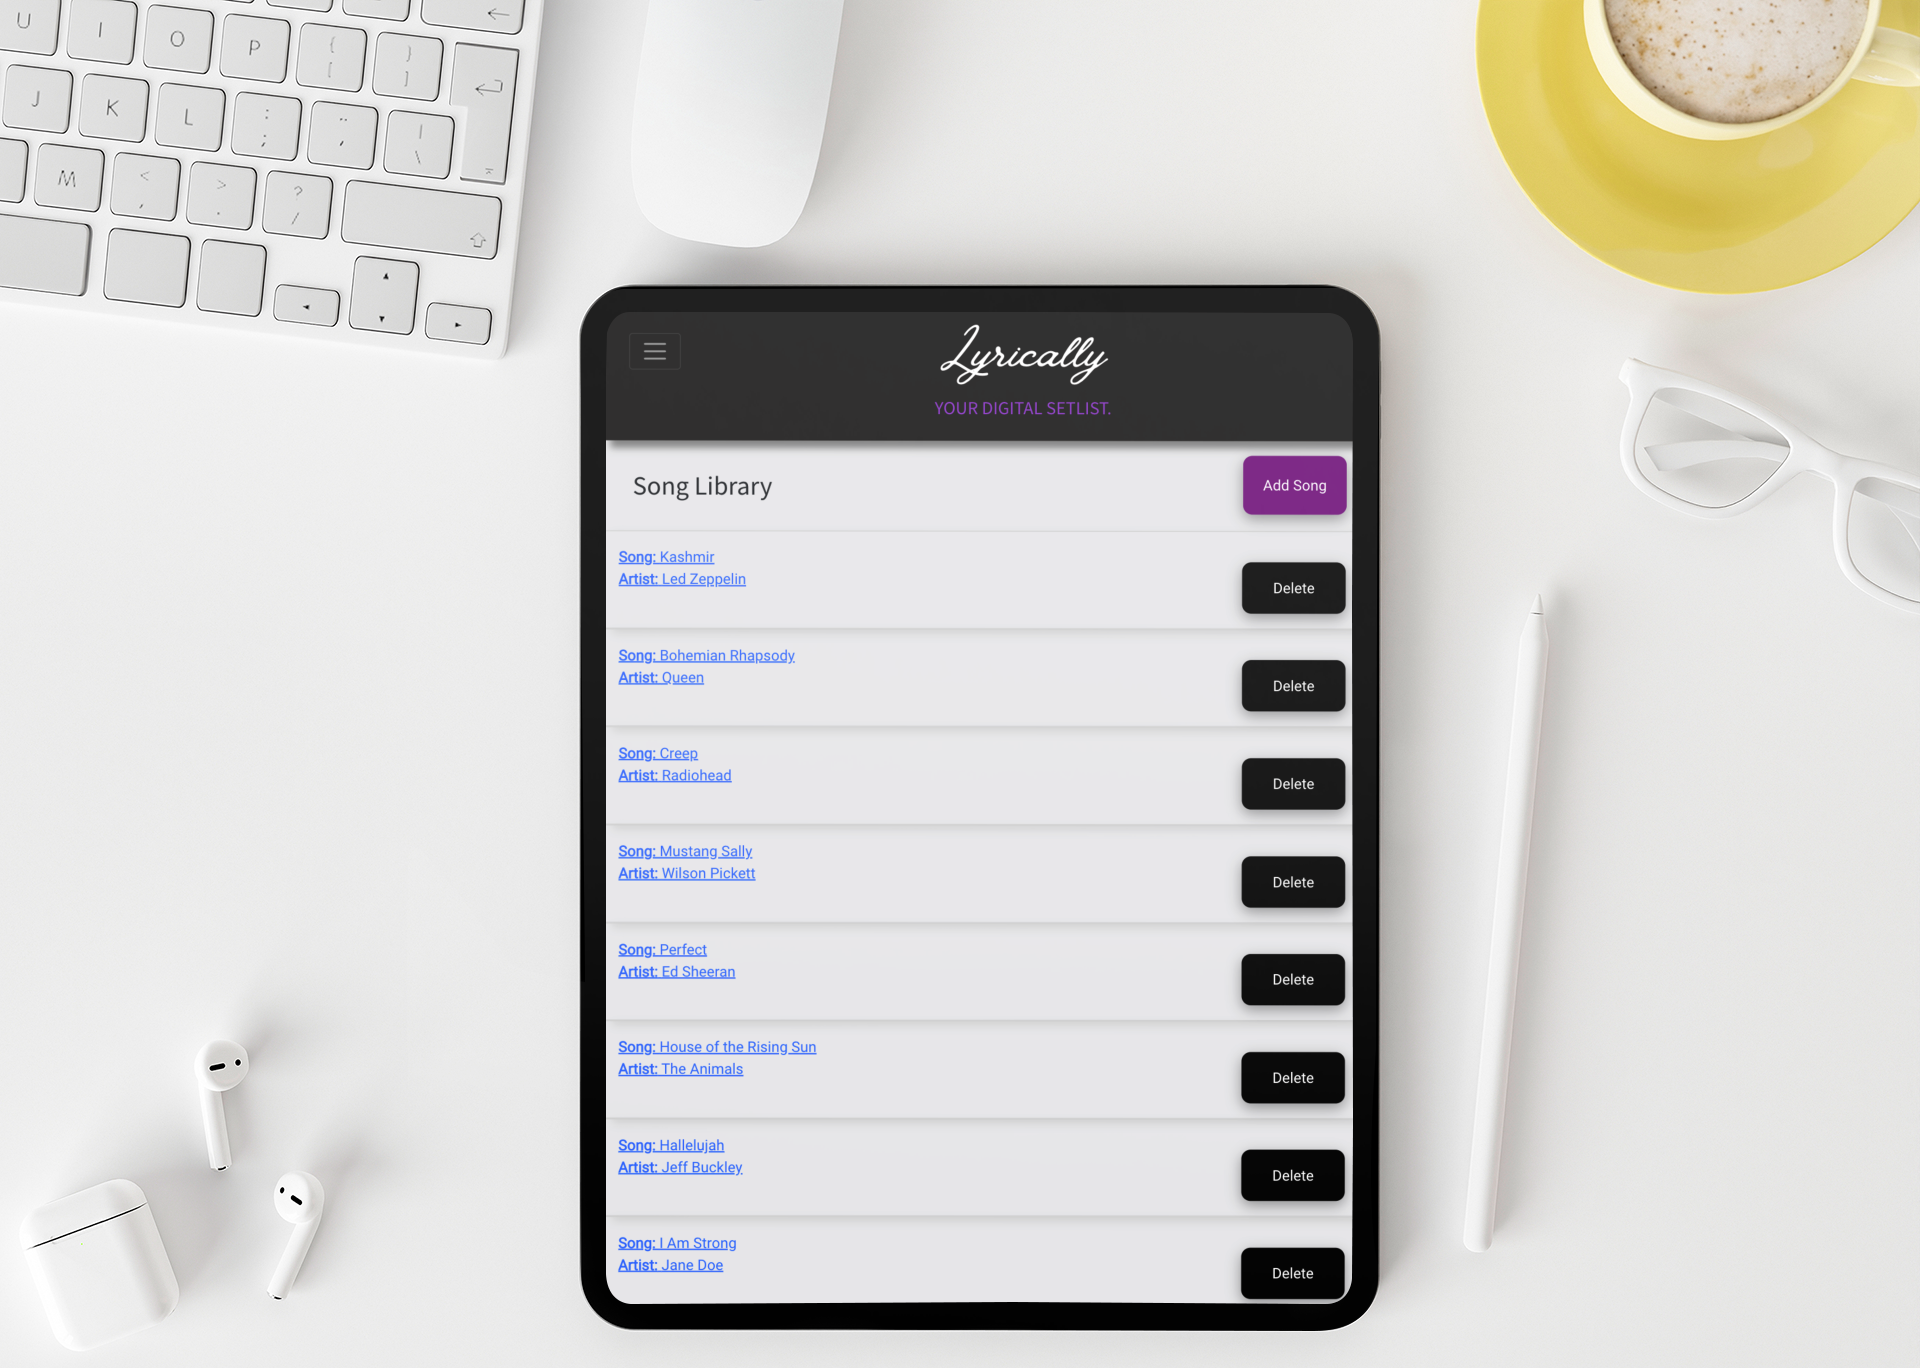 U I O P { [ } ]
J K L : ; " ' | \
M < , > . ? /
Lyrically
YOUR DIGITAL SETLIST.
Song Library
Add Song
Song: Kashmir
Artist: Led Zeppelin
Delete
Song: Bohemian Rhapsody
Artist: Queen
Delete
Song: Creep
Artist: Radiohead
Delete
Song: Mustang Sally
Artist: Wilson Pickett
Delete
Song: Perfect
Artist: Ed Sheeran
Delete
Song: House of the Rising Sun
Artist: The Animals
Delete
Song: Hallelujah
Artist: Jeff Buckley
Delete
Song: I Am Strong
Artist: Jane Doe
Delete